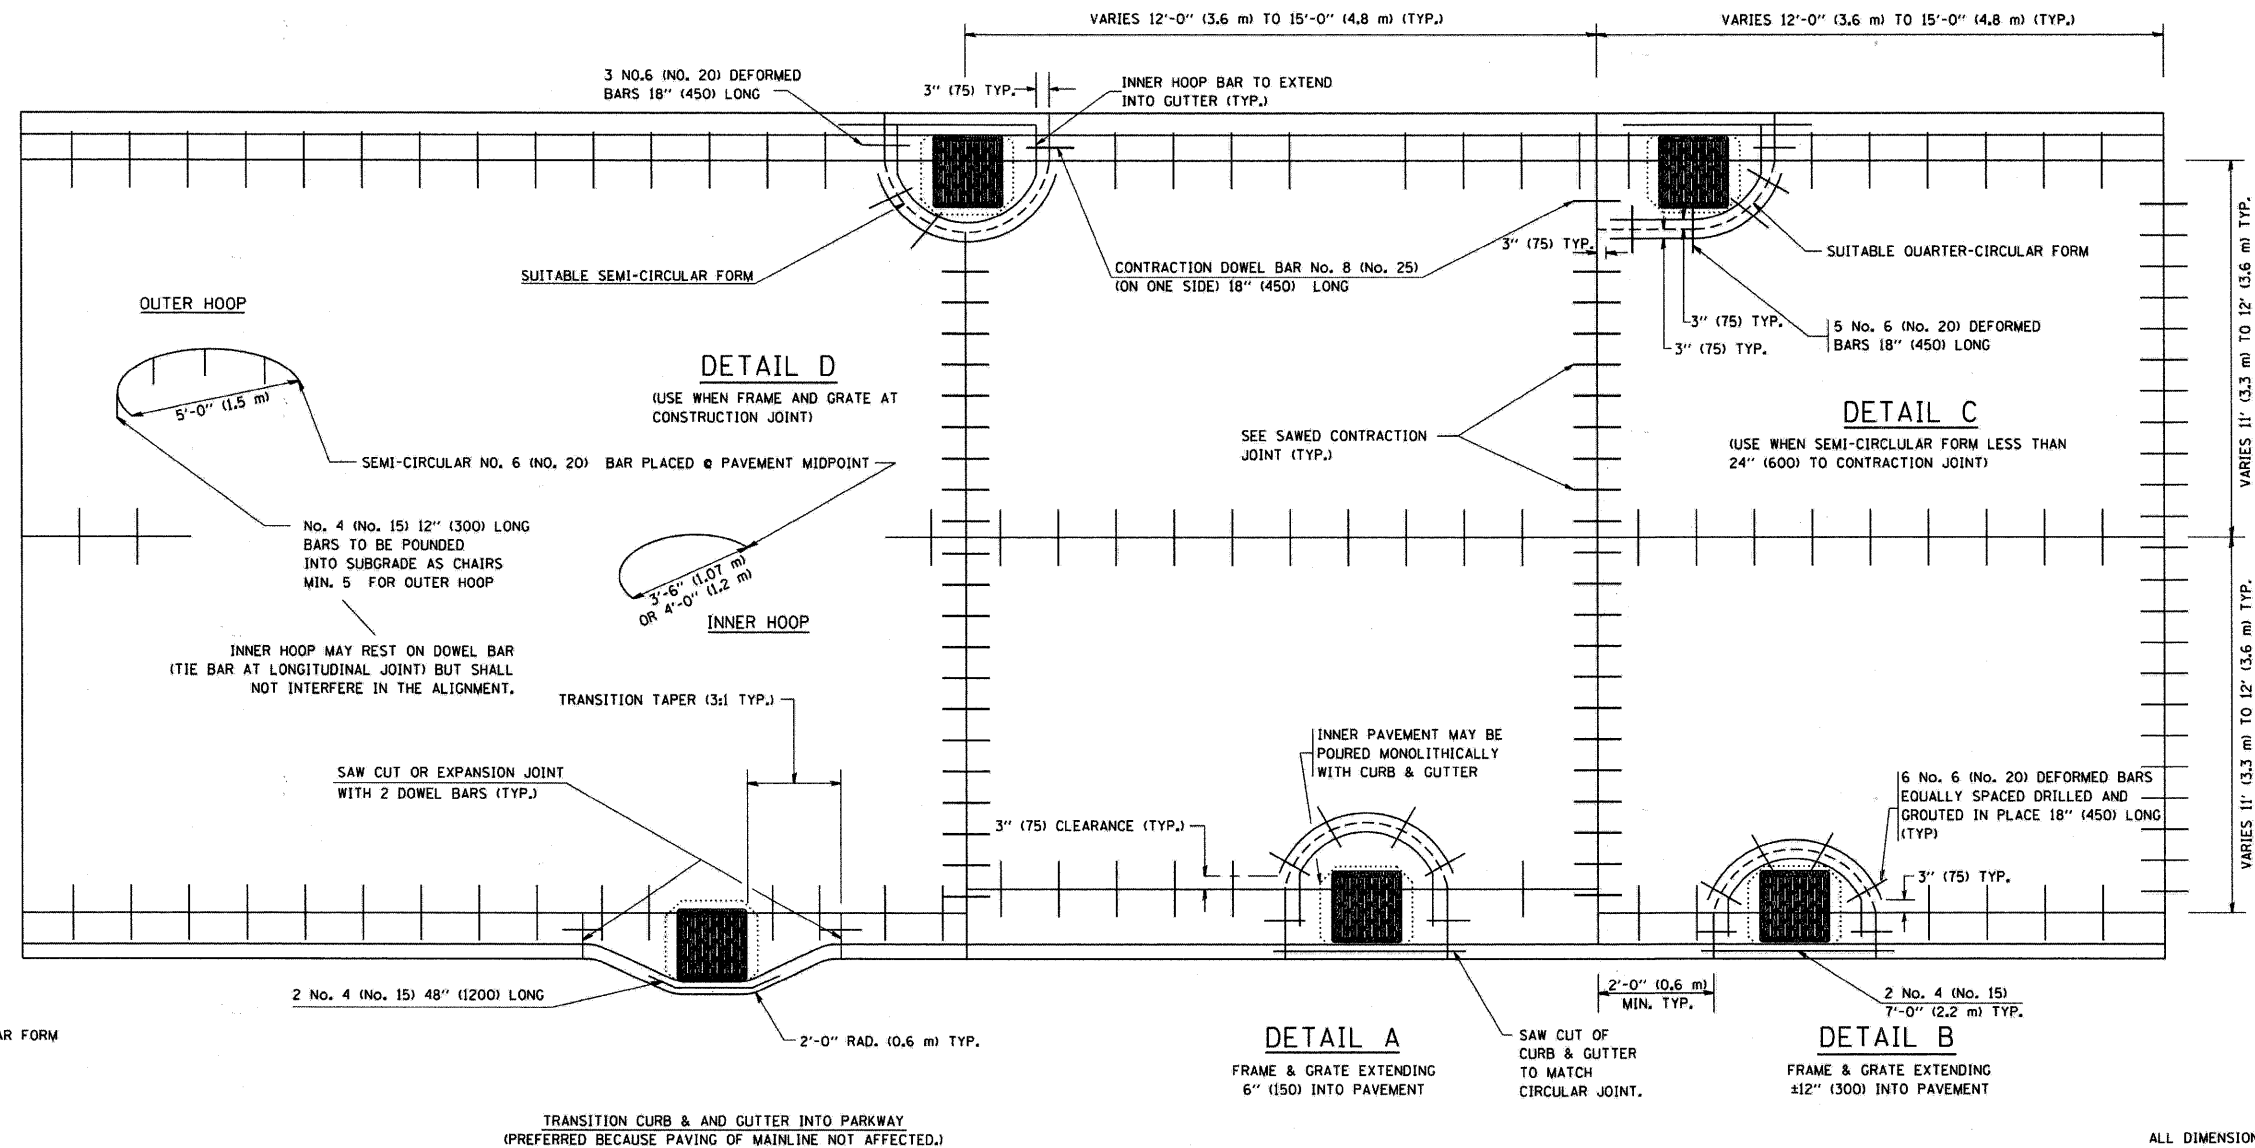 VARIES 12'-0" (3.6 m) TO 15'-0" (4.8 m) (TYP.)
VARIES 12'-0" (3.6 m) TO 15'-0" (4.8 m) (TYP.)
3 NO.6 (NO. 20) DEFORMED
BARS 18" (450) LONG
3" (75) TYP.
INNER HOOP BAR TO EXTEND
INTO GUTTER (TYP.)
SUITABLE SEMI-CIRCULAR FORM
CONTRACTION DOWEL BAR No. 8 (No. 25)
(ON ONE SIDE) 18" (450) LONG
3" (75) TYP.
SUITABLE QUARTER-CIRCULAR FORM
3" (75) TYP.
3" (75) TYP.
5 No. 6 (No. 20) DEFORMED
BARS 18" (450) LONG
VARIES 11' (3.3 m) TO 12' (3.6 m) TYP.
OUTER HOOP
5'-0" (1.5 m)
DETAIL D
(USE WHEN FRAME AND GRATE AT
CONSTRUCTION JOINT)
DETAIL C
(USE WHEN SEMI-CIRCLULAR FORM LESS THAN
24" (600) TO CONTRACTION JOINT)
SEE SAWED CONTRACTION
JOINT (TYP.)
SEMI-CIRCULAR NO. 6 (NO. 20) BAR PLACED @ PAVEMENT MIDPOINT
No. 4 (No. 15) 12" (300) LONG
BARS TO BE POUNDED
INTO SUBGRADE AS CHAIRS
MIN. 5 FOR OUTER HOOP
3'-6" (1.07 m)
OR 4'-0" (1.2 m)
INNER HOOP
INNER HOOP MAY REST ON DOWEL BAR
(TIE BAR AT LONGITUDINAL JOINT) BUT SHALL
NOT INTERFERE IN THE ALIGNMENT.
VARIES 11' (3.3 m) TO 12' (3.6 m) TYP.
TRANSITION TAPER (3:1 TYP.)
SAW CUT OR EXPANSION JOINT
WITH 2 DOWEL BARS (TYP.)
INNER PAVEMENT MAY BE
POURED MONOLITHICALLY
WITH CURB & GUTTER
3" (75) CLEARANCE (TYP.)
6 No. 6 (No. 20) DEFORMED BARS
EQUALLY SPACED DRILLED AND
GROUTED IN PLACE 18" (450) LONG
(TYP)
3" (75) TYP.
2 No. 4 (No. 15) 48" (1200) LONG
2'-0" RAD. (0.6 m) TYP.
2'-0" (0.6 m)
MIN. TYP.
2 No. 4 (No. 15)
7'-0" (2.2 m) TYP.
AR FORM
DETAIL A
FRAME & GRATE EXTENDING
6" (150) INTO PAVEMENT
SAW CUT OF
CURB & GUTTER
TO MATCH
CIRCULAR JOINT.
DETAIL B
FRAME & GRATE EXTENDING
±12" (300) INTO PAVEMENT
TRANSITION CURB & AND GUTTER INTO PARKWAY
(PREFERRED BECAUSE PAVING OF MAINLINE NOT AFFECTED.)
ALL DIMENSION